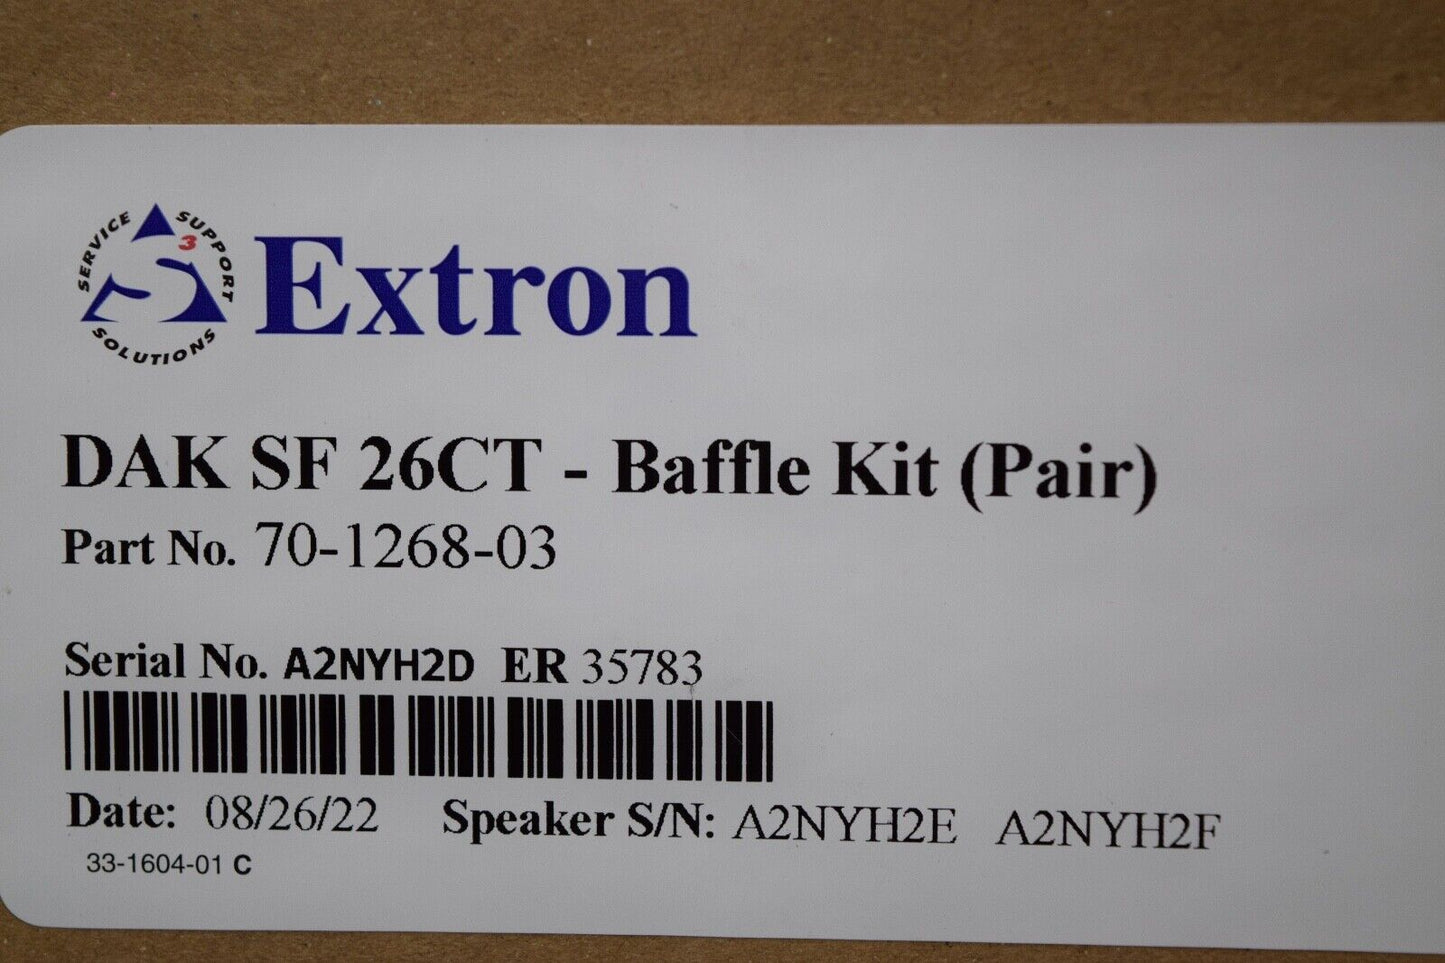 SERVICE SUPPORT SOLUTIONS
S3 Extron
DAK SF 26CT - Baffle Kit (Pair)
Part No. 70-1268-03
Serial No. A2NYH2D ER 35783
Date: 08/26/22 Speaker S/N: A2NYH2E A2NYH2F
33-1604-01 C